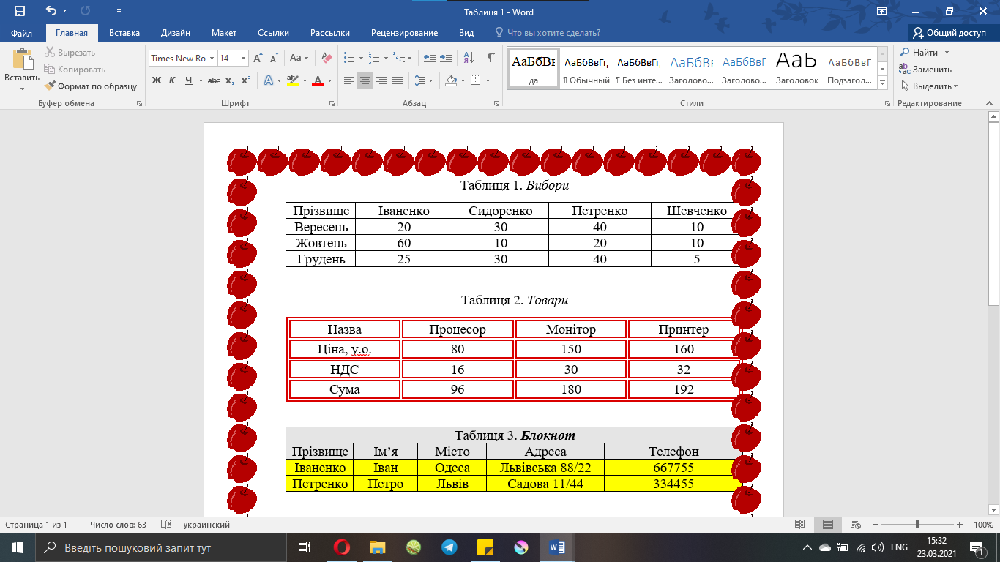 Таблиця 1 - Word
Файл Главная Вставка Дизайн Макет Ссылки Рассылки Рецензирование Вид Что вы хотите сделать? Общий доступ
Вставить
Вырезать
Копировать
Формат по образцу
Буфер обмена
Times New Ro 14 Aa
Ж К Ч abc x₂ x² A ab A
Шрифт
Абзац
АаБбВı АаБбВвГг, АаБбВвГг, АаБбВı АаБбВвГ АаЬ АаБбВвГ
да ¶ Обычный ¶ Без инте... Заголово... Заголово... Заголовок Подзагол...
Стили
Найти
Заменить
Выделить
Редактирование
Таблиця 1. Вибори
Прізвище Іваненко Сидоренко Петренко Шевченко
Вересень 20 30 40 10
Жовтень 60 10 20 10
Грудень 25 30 40 5
Таблиця 2. Товари
Назва Процесор Монітор Принтер
Ціна, у.о. 80 150 160
НДС 16 30 32
Сума 96 180 192
Таблиця 3. Блокнот
Прізвище Ім’я Місто Адреса Телефон
Іваненко Іван Одеса Львівська 88/22 667755
Петренко Петро Львів Садова 11/44 334455
Страница 1 из 1 Число слов: 63 украинский 100%
Введіть пошуковий запит тут
ENG 15:32
23.03.2021 1